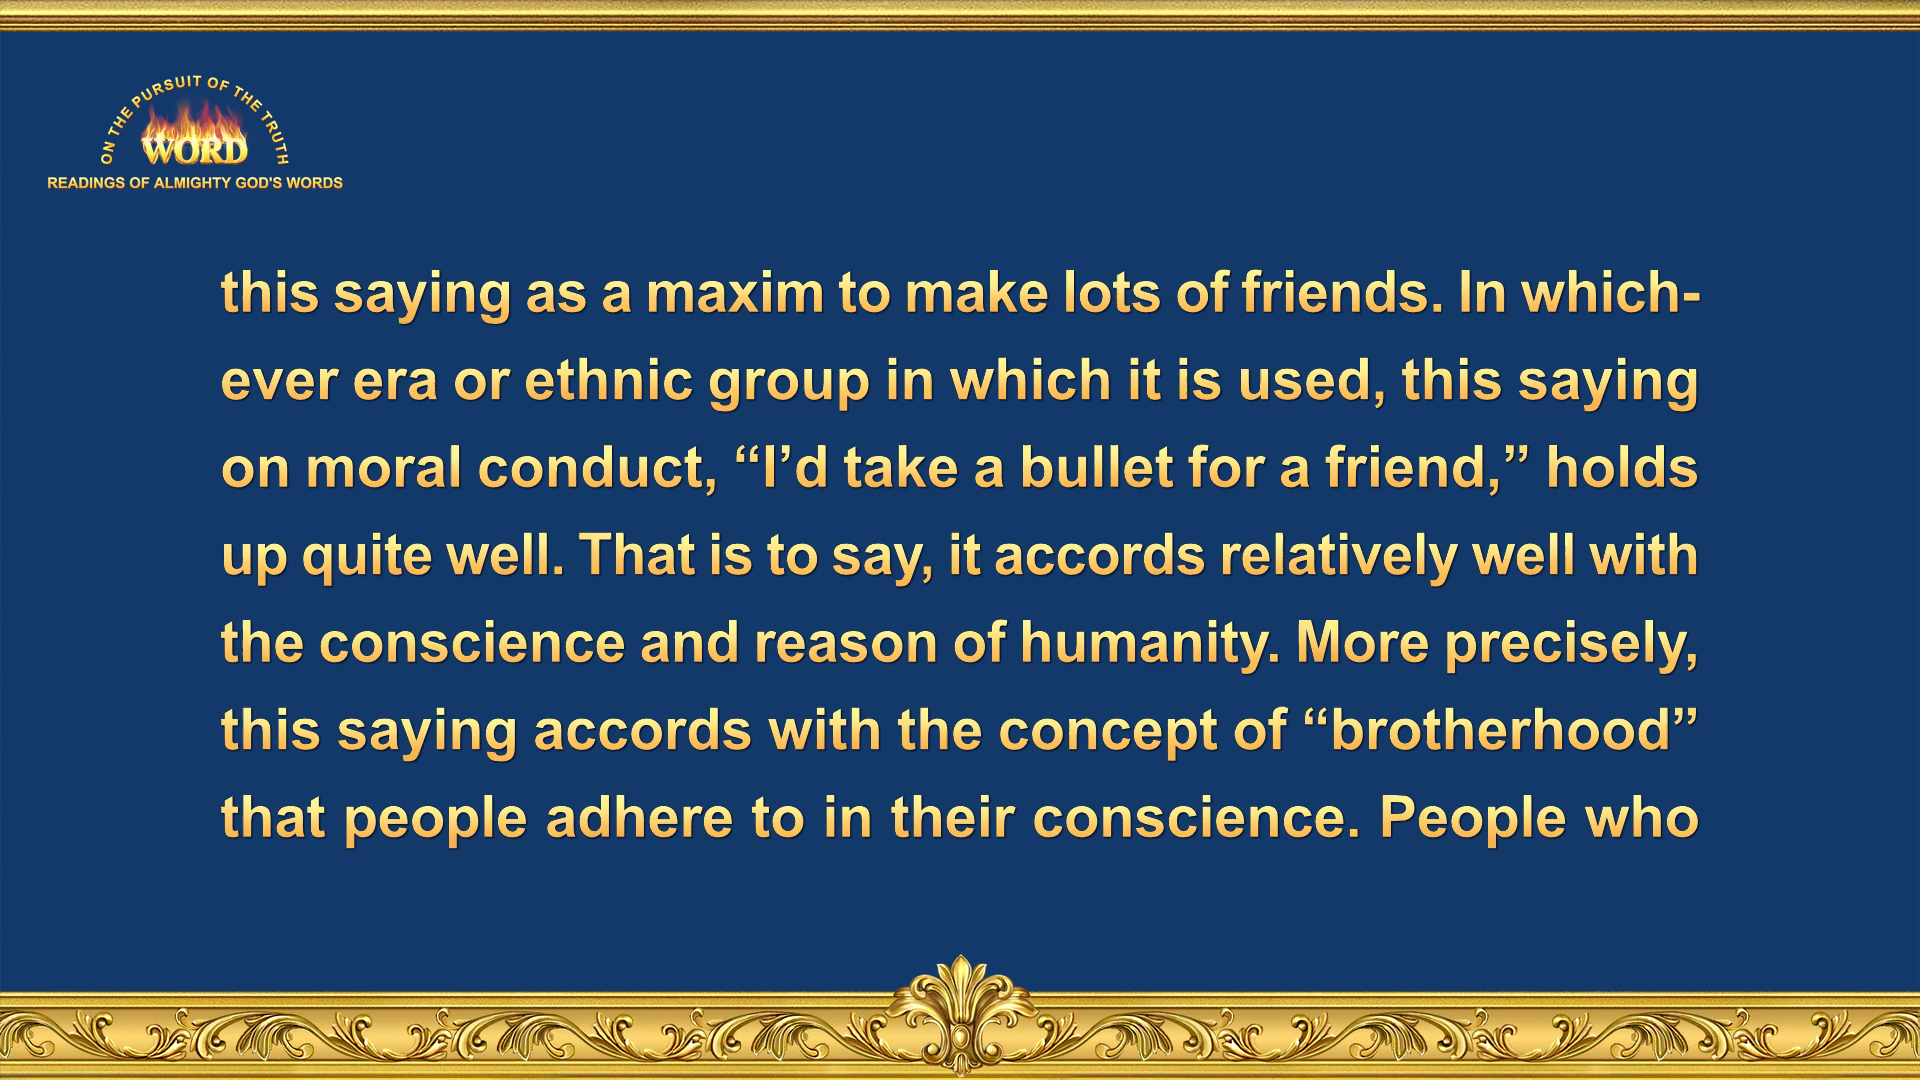 ON THE PURSUIT OF THE TRUTH
WORD
READINGS OF ALMIGHTY GOD'S WORDS
this saying as a maxim to make lots of friends. In which-
ever era or ethnic group in which it is used, this saying
on moral conduct, “I’d take a bullet for a friend,” holds
up quite well. That is to say, it accords relatively well with
the conscience and reason of humanity. More precisely,
this saying accords with the concept of “brotherhood”
that people adhere to in their conscience. People who